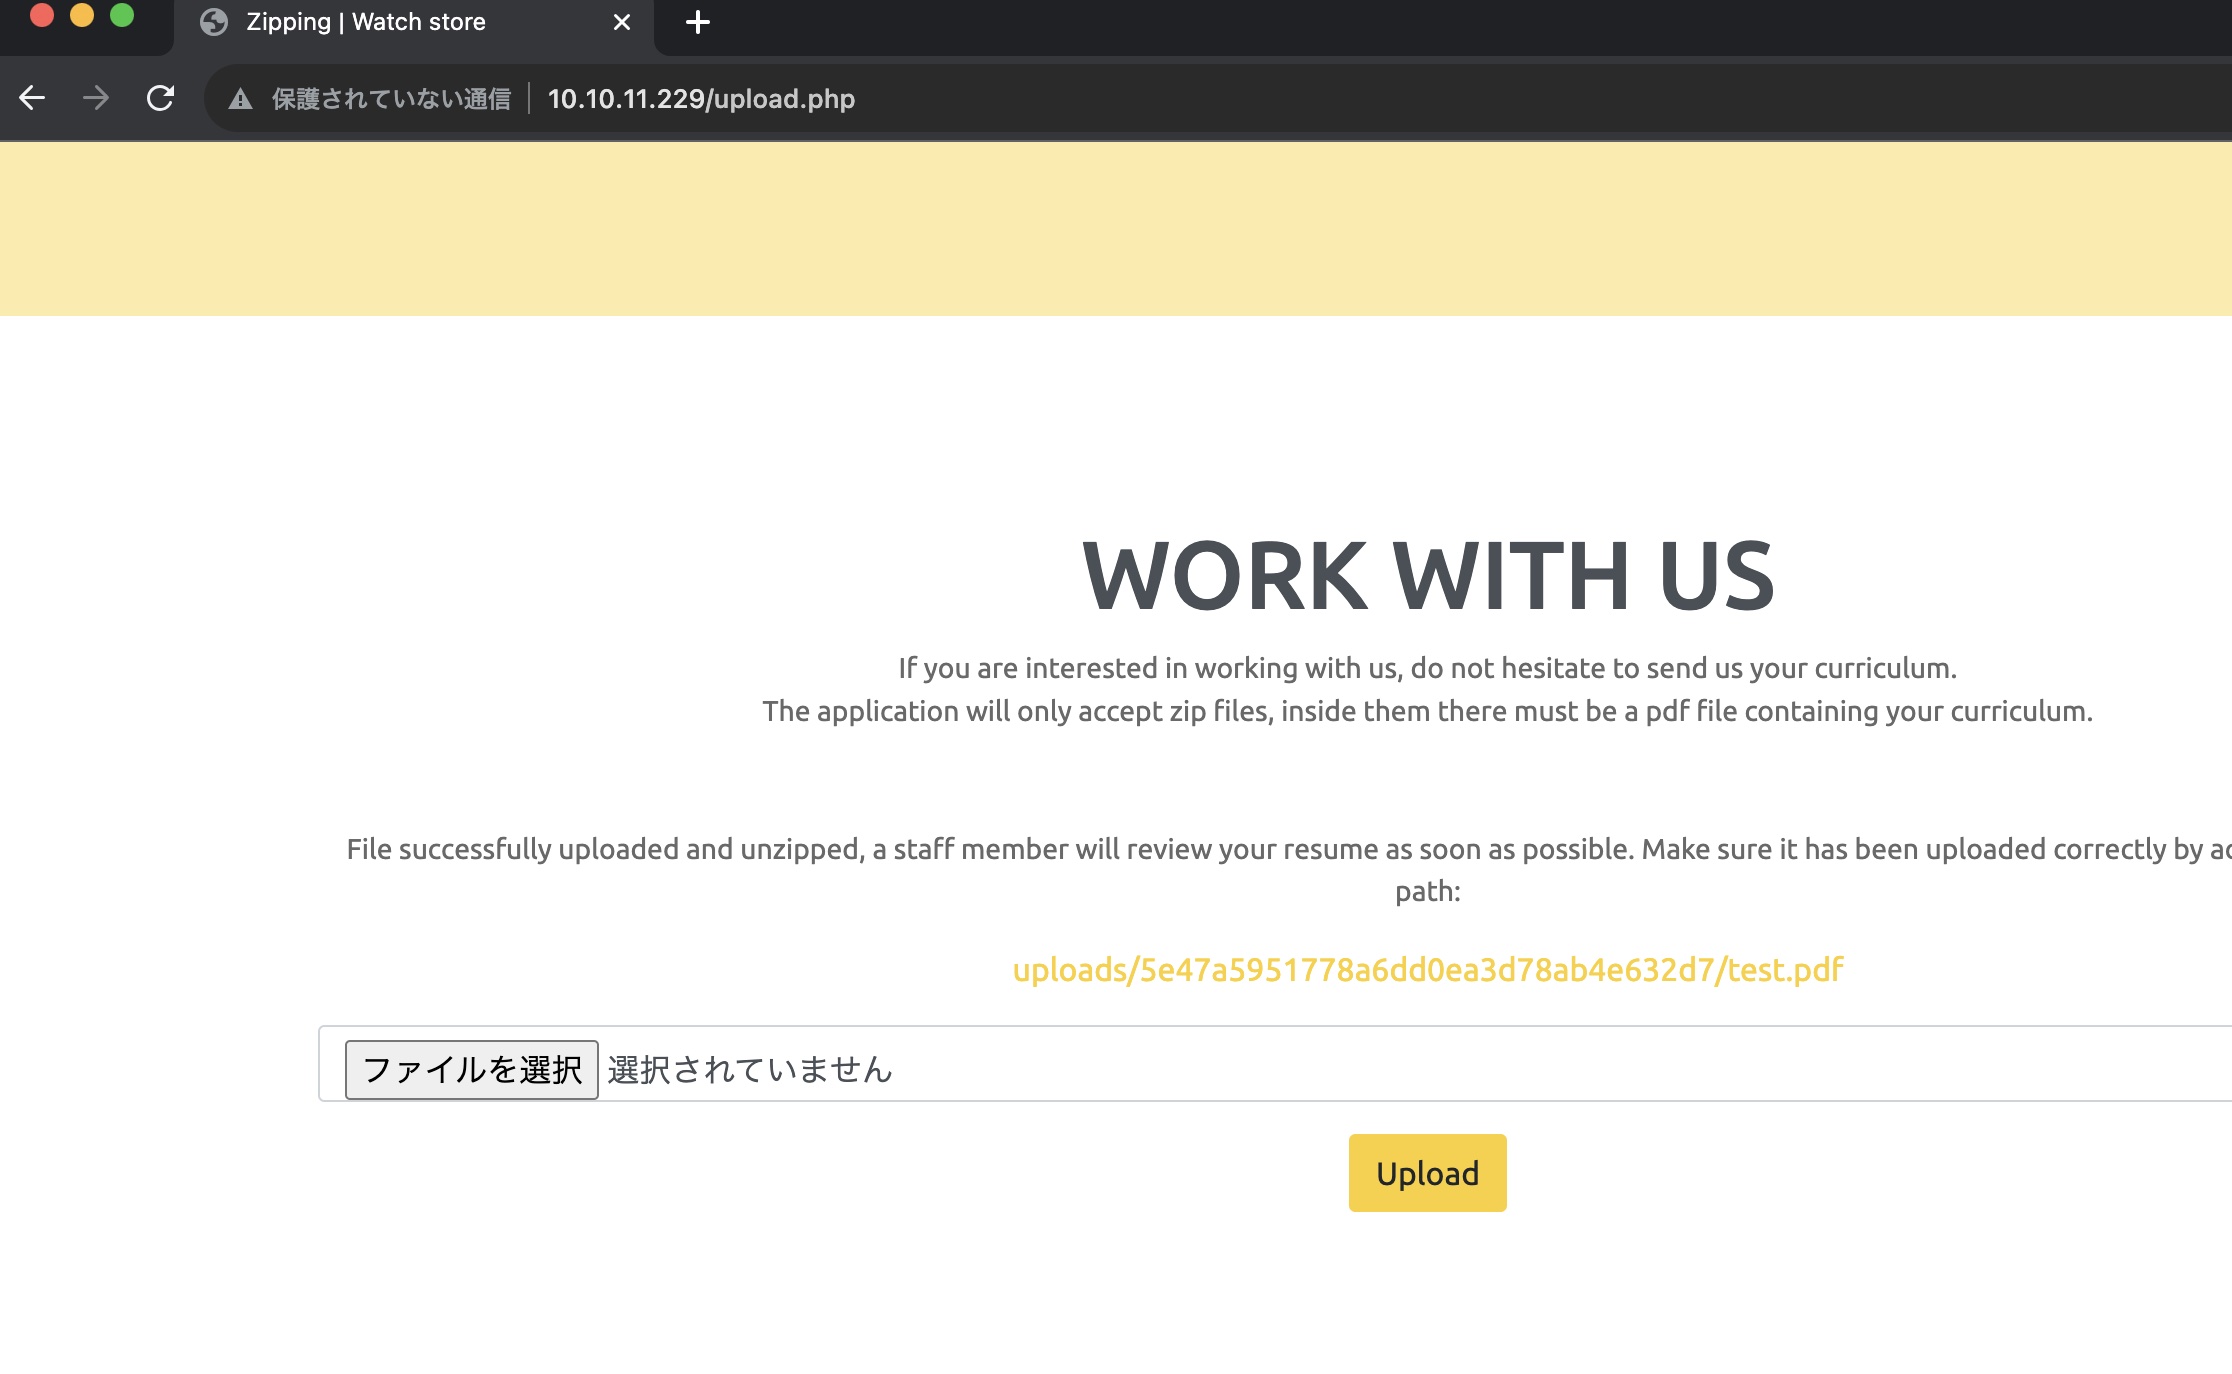 Zipping | Watch store
保護されていない通信 10.10.11.229/upload.php
WORK WITH US
If you are interested in working with us, do not hesitate to send us your curriculum.
The application will only accept zip files, inside them there must be a pdf file containing your curriculum.
File successfully uploaded and unzipped, a staff member will review your resume as soon as possible. Make sure it has been uploaded correctly by
path:
uploads/5e47a5951778a6dd0ea3d78ab4e632d7/test.pdf
ファイルを選択 選択されていません
Upload